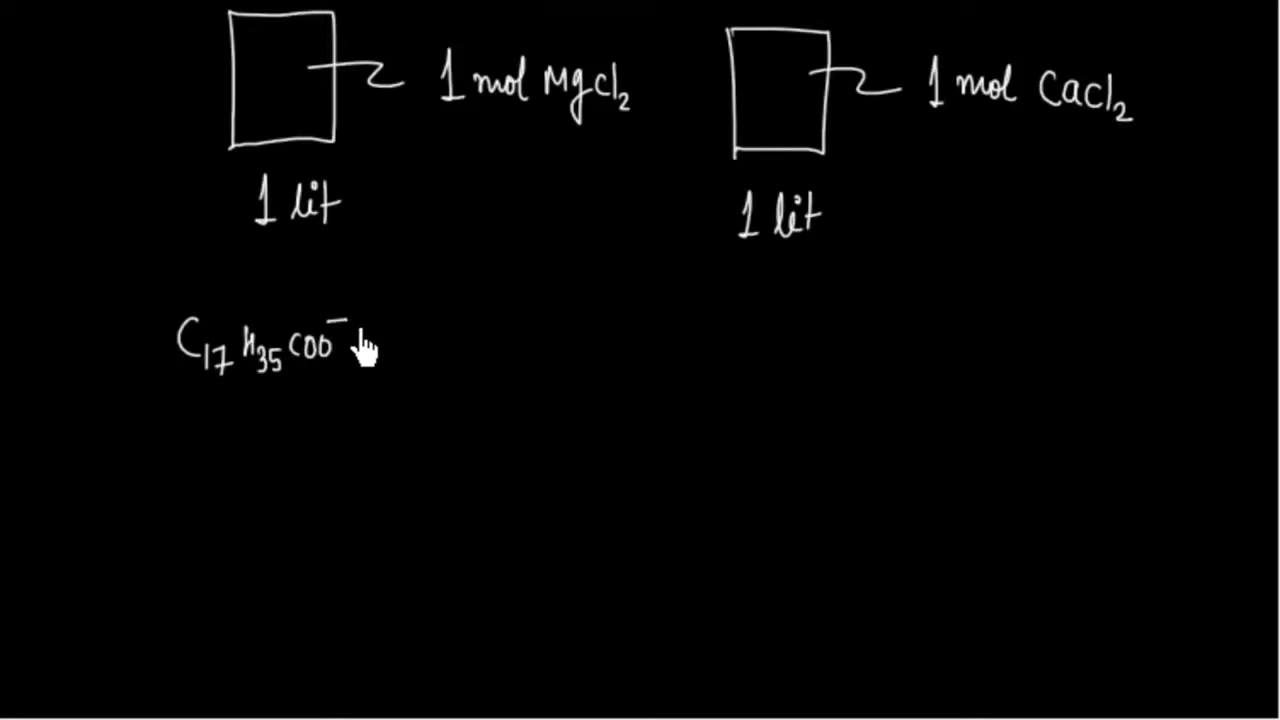 1 mol MgCl₂
1 mol CaCl₂
1 lit
1 lit
C₁₇H₃₅COO⁻